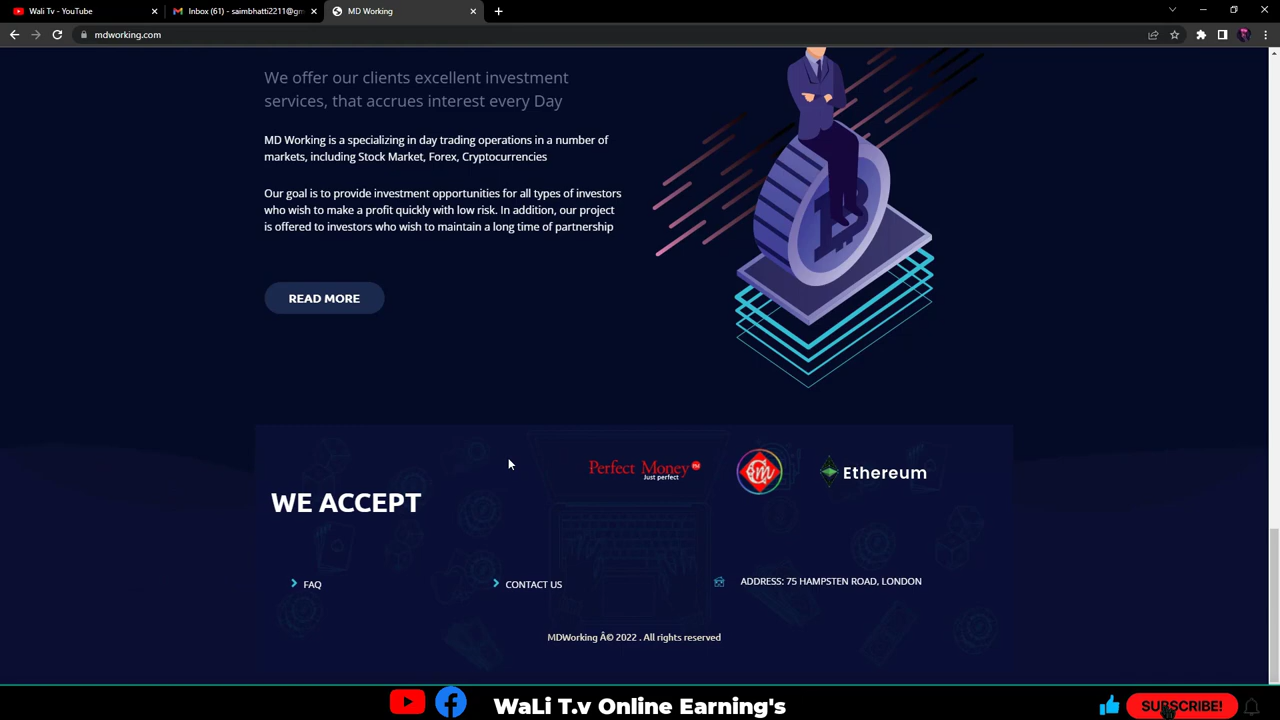 Wali Tv - YouTube
Inbox (61) - saimbhatti2211@gm
MD Working
mdworking.com
We offer our clients excellent investment
services, that accrues interest every Day
MD Working is a specializing in day trading operations in a number of
markets, including Stock Market, Forex, Cryptocurrencies
Our goal is to provide investment opportunities for all types of investors
who wish to make a profit quickly with low risk. In addition, our project
is offered to investors who wish to maintain a long time of partnership
READ MORE
WE ACCEPT
Perfect Money PM
Just perfect
Ethereum
FAQ
CONTACT US
ADDRESS: 75 HAMPSTEN ROAD, LONDON
MDWorking Â© 2022 . All rights reserved
WaLi T.v Online Earning's
SUBSCRIBE!